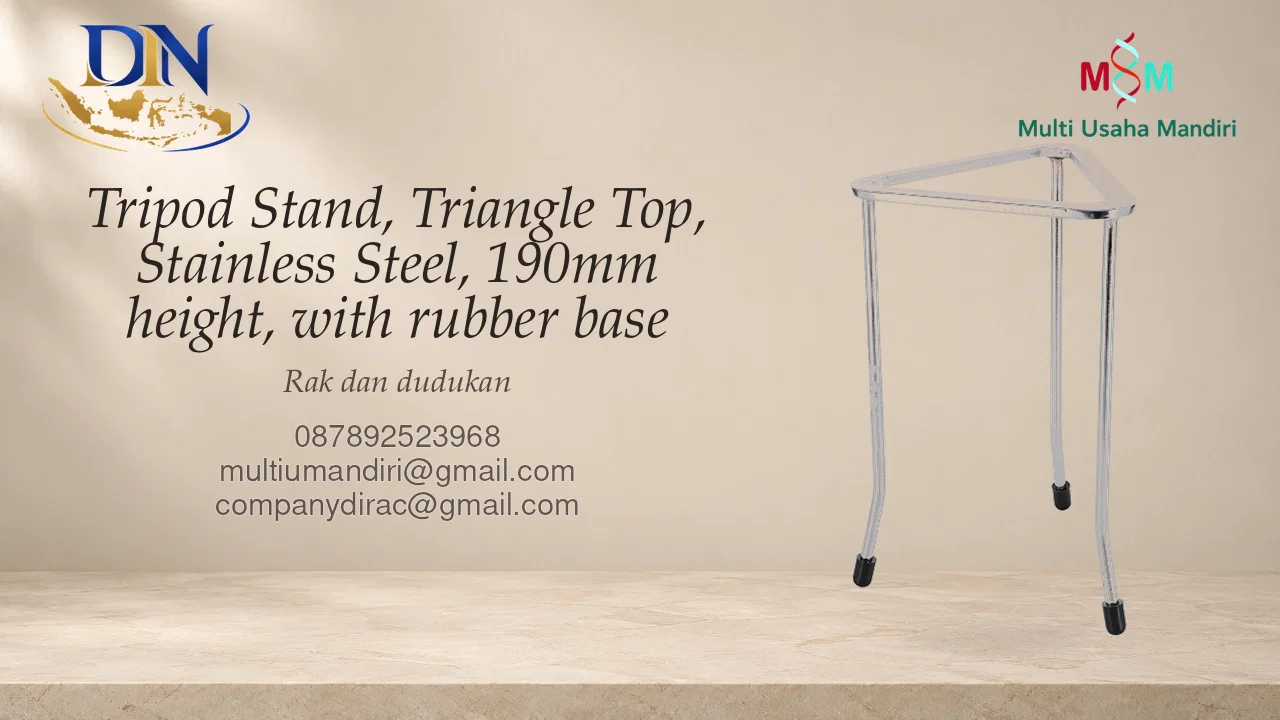 DN
M M
Multi Usaha Mandiri
Tripod Stand, Triangle Top,
Stainless Steel, 190mm
height, with rubber base
Rak dan dudukan
087892523968
multiumandiri@gmail.com
companydirac@gmail.com